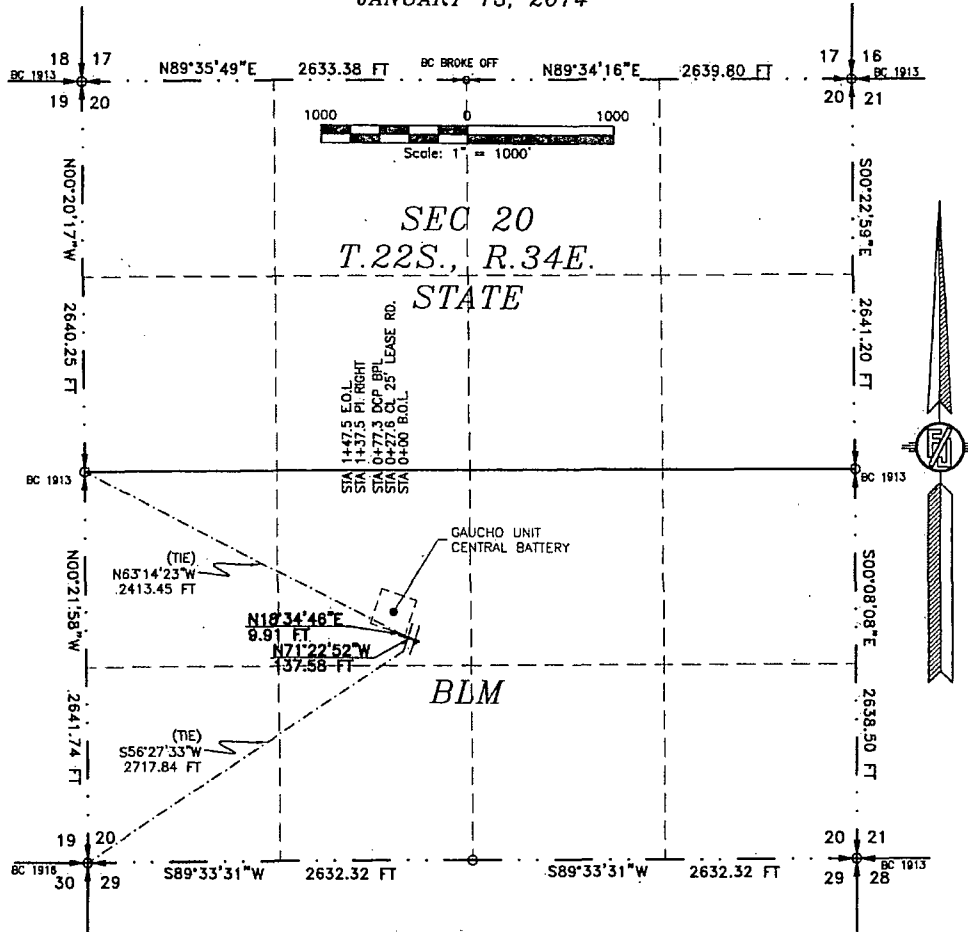 JANUARY 13, 2014
18 17
17 16
BC 1913
N89°35'49"E 2633.38 FT
BC BROKE OFF
N89°34'16"E 2639.80 FT
BC 1913
19 20
20 21
1000 0 1000
Scale: 1" = 1000'
N00°20'17"W
2640.25 FT
S00°22'59"E
2641.20 FT
SEC 20
T.22S., R.34E.
STATE
STA 1+47.5 E.O.L.
STA 1+37.5 P.I. RIGHT
STA 0+77.3 DCP BPL
STA 0+27.6 CL 25' LEASE RD.
STA 0+00 B.O.L.
BC 1913
BC 1913
GAUCHO UNIT
CENTRAL BATTERY
(TIE)
N63°14'23"W
2413.45 FT
N00°21'58"W
2641.74 FT
S00°08'08"E
2638.50 FT
N18°34'46"E
9.91 FT
N71°22'52"W
137.58 FT
BLM
(TIE)
S56°27'33"W
2717.84 FT
19 20
20 21
BC 1916
S89°33'31"W 2632.32 FT
S89°33'31"W 2632.32 FT
BC 1913
30 29
29 28